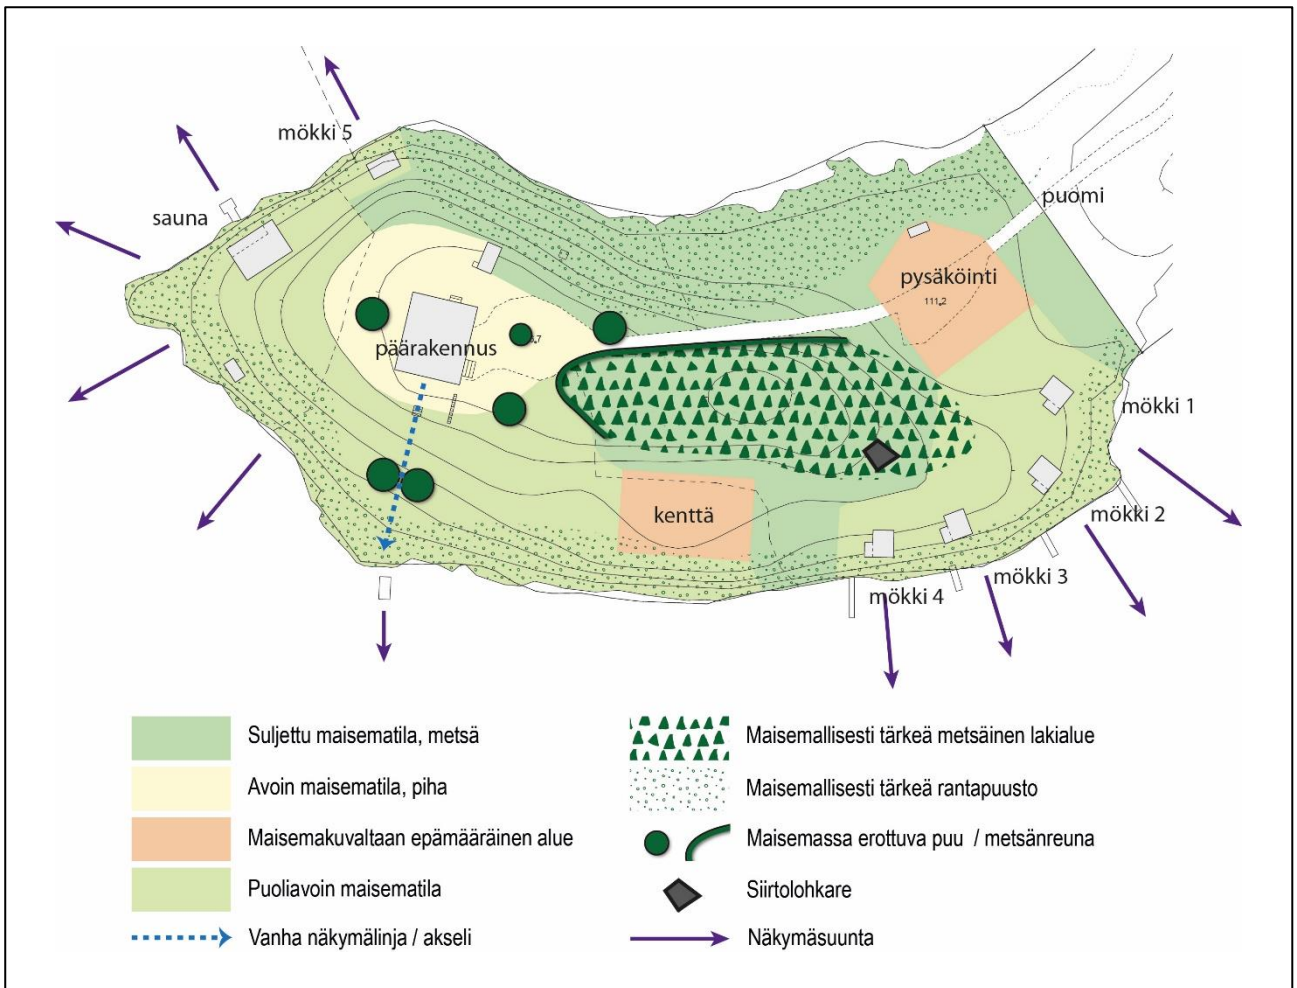 mökki 5
sauna
puomi
pysäköinti
111.2
päärakennus
mökki 1
kenttä
mökki 2
mökki 3
mökki 4
Suljettu maisematila, metsä
Avoin maisematila, piha
Maisemakuvaltaan epämääräinen alue
Puoliavoin maisematila
Vanha näkymälinja / akseli
Maisemallisesti tärkeä metsäinen lakialue
Maisemallisesti tärkeä rantapuusto
Maisemassa erottuva puu / metsänreuna
Siirtolohkare
Näkymäsuunta